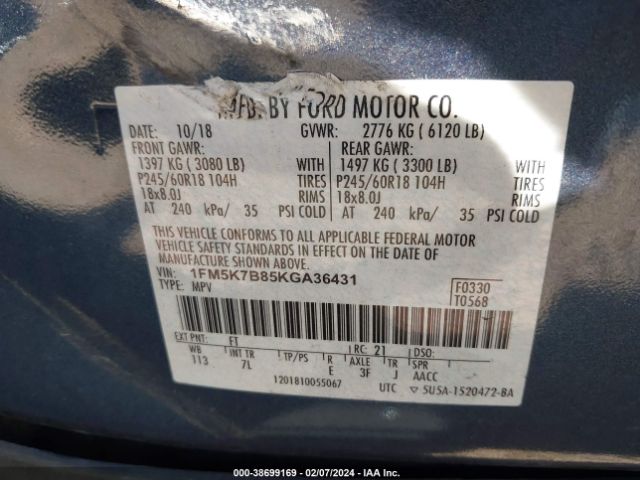 MFD. BY FORD MOTOR CO.
DATE: 10/18 GVWR: 2776 KG ( 6120 LB)
FRONT GAWR: REAR GAWR:
1397 KG ( 3080 LB) WITH 1497 KG ( 3300 LB) WITH
P245/60R18 104H TIRES P245/60R18 104H TIRES
18x8.0J RIMS 18x8.0J RIMS
AT 240 kPa/ 35 PSI COLD AT 240 kPa/ 35 PSI COLD
THIS VEHICLE CONFORMS TO ALL APPLICABLE FEDERAL MOTOR
VEHICLE SAFETY STANDARDS IN EFFECT ON THE DATE OF
MANUFACTURE SHOWN ABOVE.
VIN: 1FM5K7B85KGA36431
TYPE: MPV
F0330
T0568
EXT PNT: FT RC: 21 DSO:
WB INT TR TP/PS R AXLE TR SPR
113 7L E 3F J AACC
1201810055067 UTC ▽ 5U5A-1520472-BA
000-38699169 - 02/07/2024 - IAA Inc.